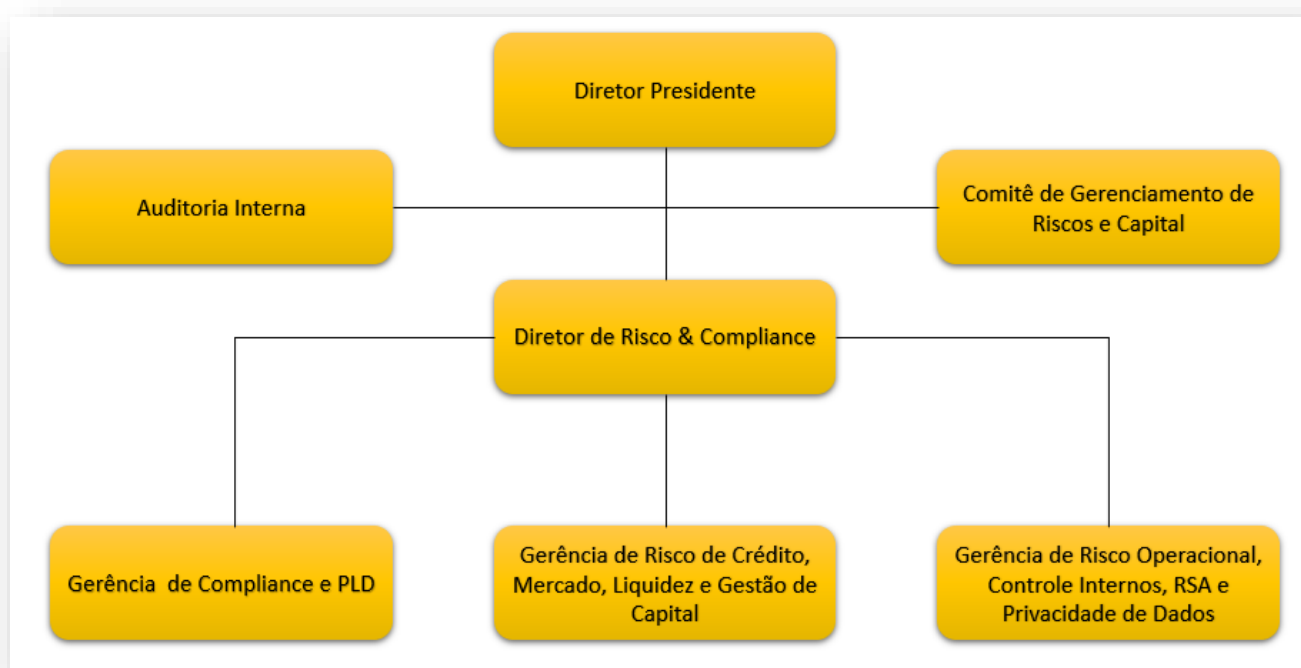 Diretor Presidente
Auditoria Interna
Comitê de Gerenciamento de
Riscos e Capital
Diretor de Risco & Compliance
Gerência  de Compliance e PLD
Gerência de Risco de Crédito,
Mercado, Liquidez e Gestão de
Capital
Gerência de Risco Operacional,
Controle Internos, RSA e
Privacidade de Dados